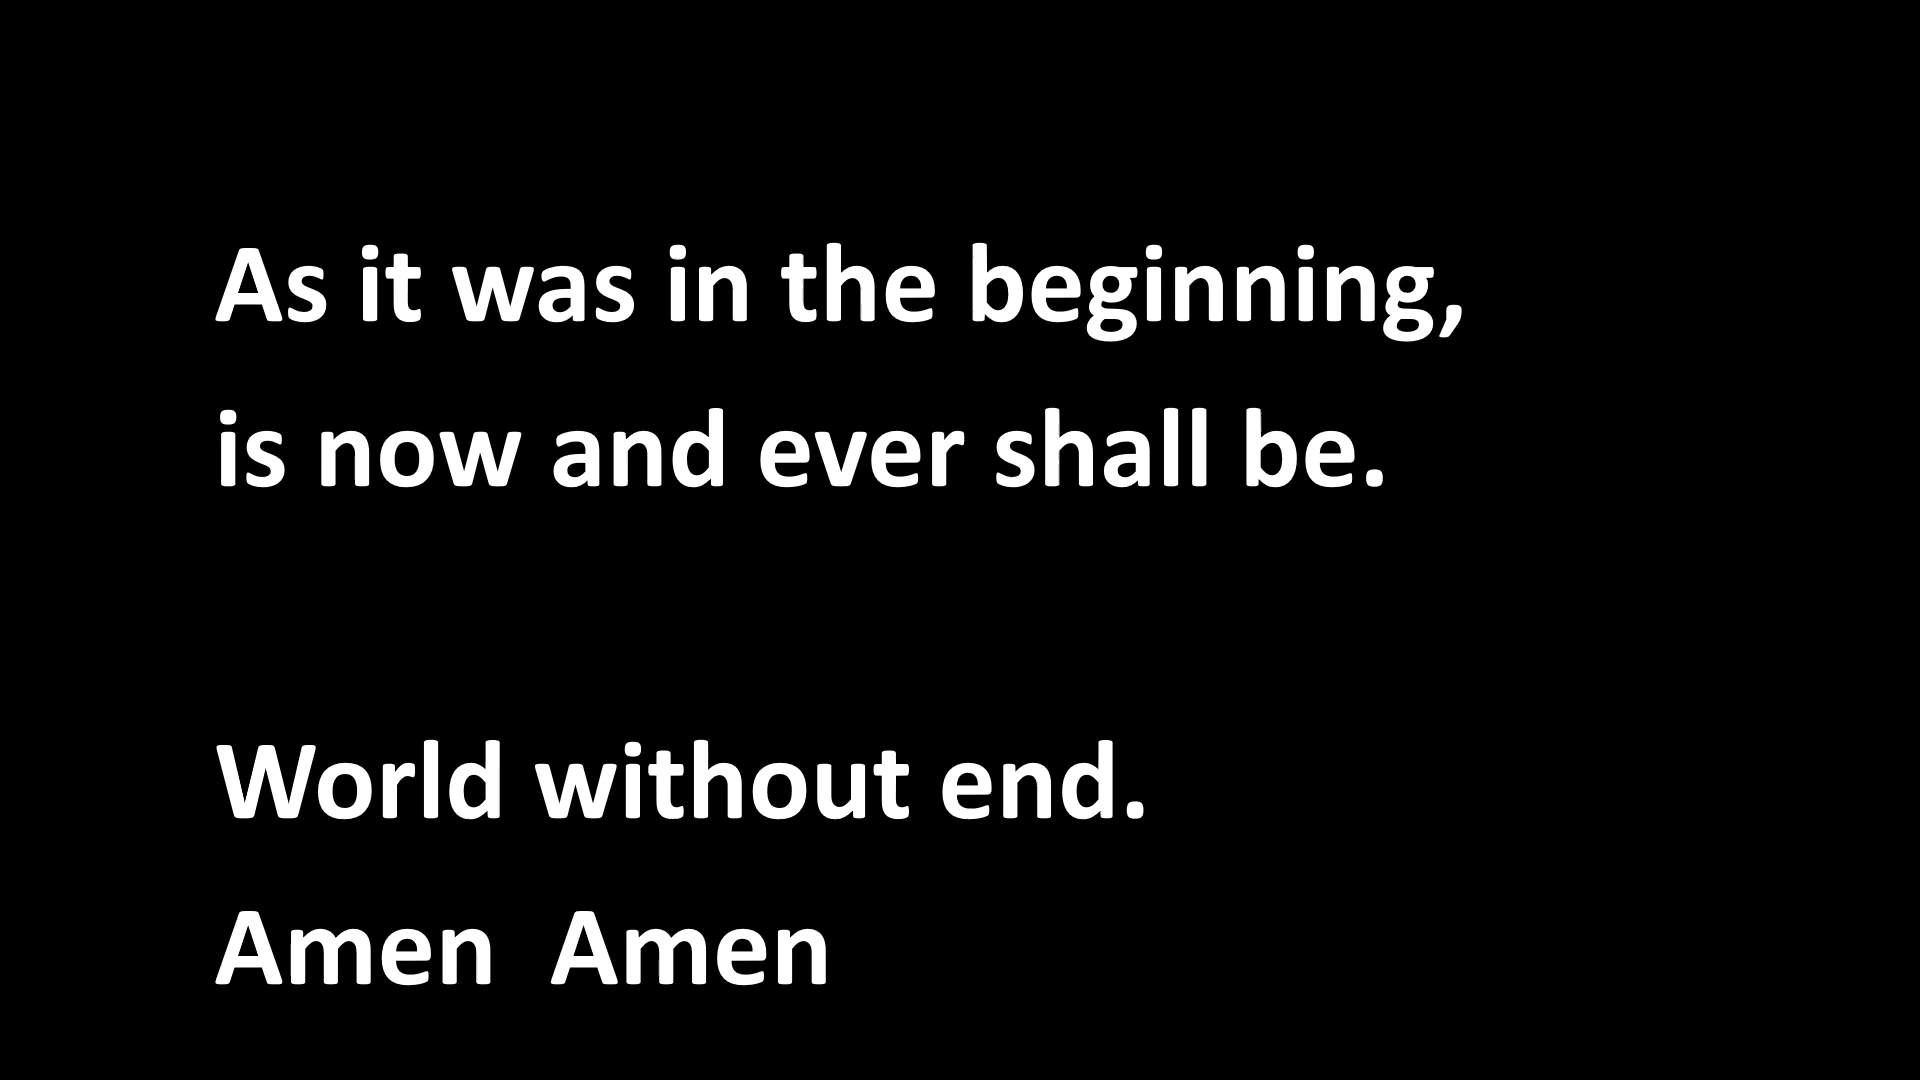 As it was in the beginning,
is now and ever shall be.
World without end.
Amen  Amen